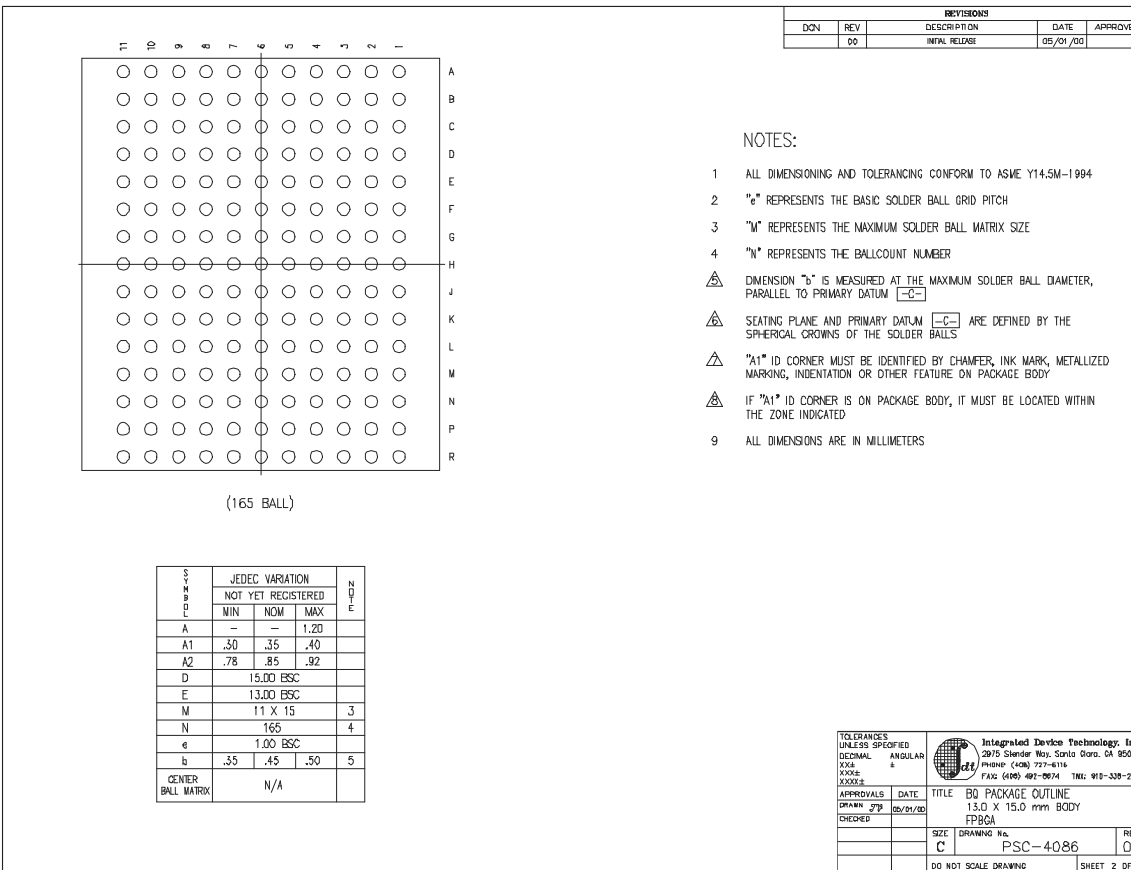 REVISIONS
DCN REV DESCRIPTION DATE APPROVE
00 INITIAL RELEASE 05/01/00
11 10 9 8 7 6 5 4 3 2 1
A
B
C
D
E
F
G
H
J
K
L
M
N
P
R
(165 BALL)
NOTES:
1 ALL DIMENSIONING AND TOLERANCING CONFORM TO ASME Y14.5M-1994
2 "e" REPRESENTS THE BASIC SOLDER BALL GRID PITCH
3 "M" REPRESENTS THE MAXIMUM SOLDER BALL MATRIX SIZE
4 "N" REPRESENTS THE BALLCOUNT NUMBER
5 DIMENSION "b" IS MEASURED AT THE MAXIMUM SOLDER BALL DIAMETER,
PARALLEL TO PRIMARY DATUM -C-
6 SEATING PLANE AND PRIMARY DATUM -C- ARE DEFINED BY THE
SPHERICAL CROWNS OF THE SOLDER BALLS
7 "A1" ID CORNER MUST BE IDENTIFIED BY CHAMFER, INK MARK, METALLIZED
MARKING, INDENTATION OR OTHER FEATURE ON PACKAGE BODY
8 IF "A1" ID CORNER IS ON PACKAGE BODY, IT MUST BE LOCATED WITHIN
THE ZONE INDICATED
9 ALL DIMENSIONS ARE IN MILLIMETERS
SYMBOL JEDEC VARIATION NOTE
NOT YET REGISTERED
MIN NOM MAX
A – – 1.20
A1 .30 .35 .40
A2 .78 .85 .92
D 15.00 BSC
E 13.00 BSC
M 11 X 15 3
N 165 4
e 1.00 BSC
b .35 .45 .50 5
CENTER
BALL MATRIX N/A
TOLERANCES
UNLESS SPECIFIED
DECIMAL ANGULAR
XX± ±
XXX±
XXXX±
idt
Integrated Device Technology, In
2975 Stender Way, Santa Clara, CA 950
PHONE: (408) 727-6116
FAX: (408) 492-8674 TWX: 910-338-2
APPROVALS DATE
DRAWN 05/01/00
CHECKED
TITLE BQ PACKAGE OUTLINE
13.0 X 15.0 mm BODY
FPBGA
SIZE DRAWING No. RE
C PSC-4086 0
DO NOT SCALE DRAWING SHEET 2 OF